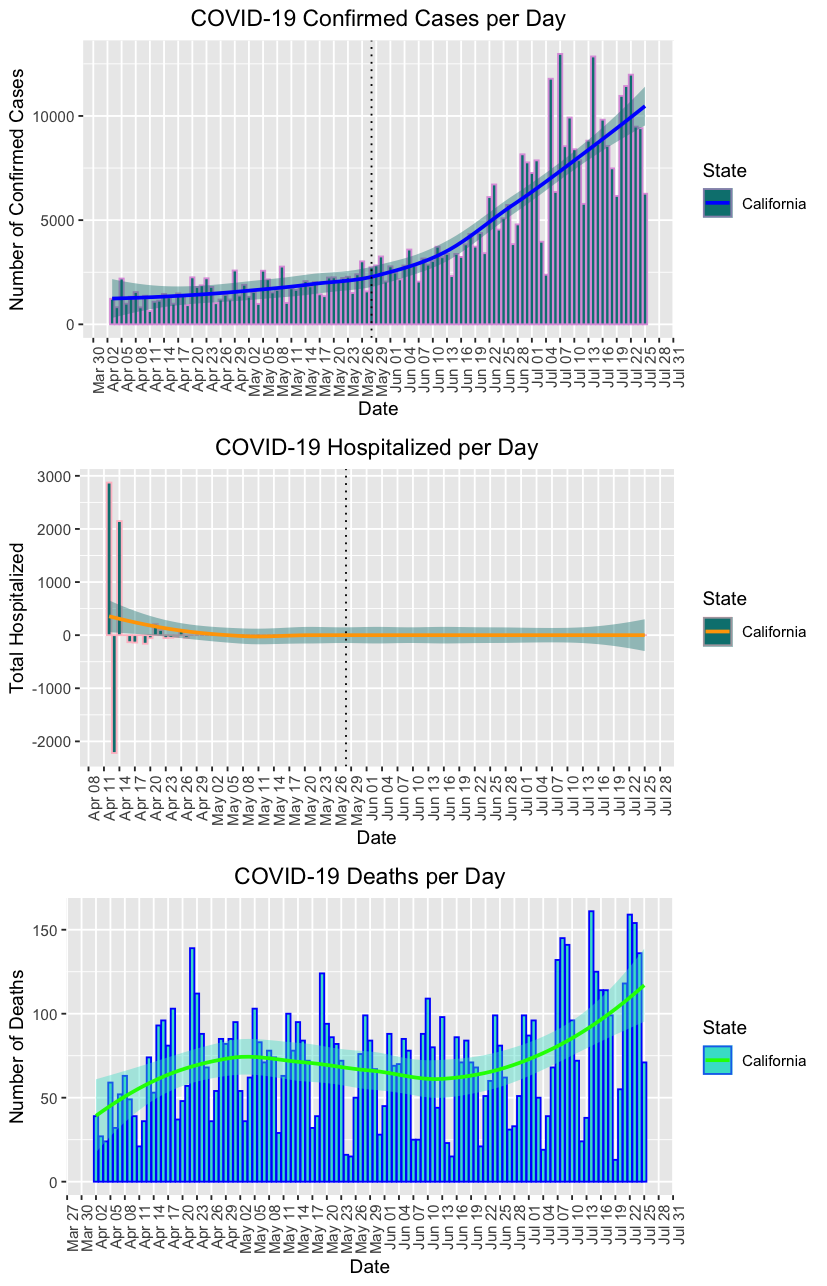 COVID-19 Confirmed Cases per Day
Number of Confirmed Cases
10000
5000
0
Mar 30
Apr 02
Apr 05
Apr 08
Apr 11
Apr 14
Apr 17
Apr 20
Apr 23
Apr 26
Apr 29
May 02
May 05
May 08
May 11
May 14
May 17
May 20
May 23
May 26
May 29
Jun 01
Jun 04
Jun 07
Jun 10
Jun 13
Jun 16
Jun 19
Jun 22
Jun 25
Jun 28
Jul 01
Jul 04
Jul 07
Jul 10
Jul 13
Jul 16
Jul 19
Jul 22
Jul 25
Jul 28
Jul 31
Date
State
California
COVID-19 Hospitalized per Day
Total Hospitalized
3000
2000
1000
0
-1000
-2000
Apr 08
Apr 11
Apr 14
Apr 17
Apr 20
Apr 23
Apr 26
Apr 29
May 02
May 05
May 08
May 11
May 14
May 17
May 20
May 23
May 26
May 29
Jun 01
Jun 04
Jun 07
Jun 10
Jun 13
Jun 16
Jun 19
Jun 22
Jun 25
Jun 28
Jul 01
Jul 04
Jul 07
Jul 10
Jul 13
Jul 16
Jul 19
Jul 22
Jul 25
Jul 28
Date
State
California
COVID-19 Deaths per Day
Number of Deaths
150
100
50
0
Mar 27
Mar 30
Apr 02
Apr 05
Apr 08
Apr 11
Apr 14
Apr 17
Apr 20
Apr 23
Apr 26
Apr 29
May 02
May 05
May 08
May 11
May 14
May 17
May 20
May 23
May 26
May 29
Jun 01
Jun 04
Jun 07
Jun 10
Jun 13
Jun 16
Jun 19
Jun 22
Jun 25
Jun 28
Jul 01
Jul 04
Jul 07
Jul 10
Jul 13
Jul 16
Jul 19
Jul 22
Jul 25
Jul 28
Jul 31
Date
State
California